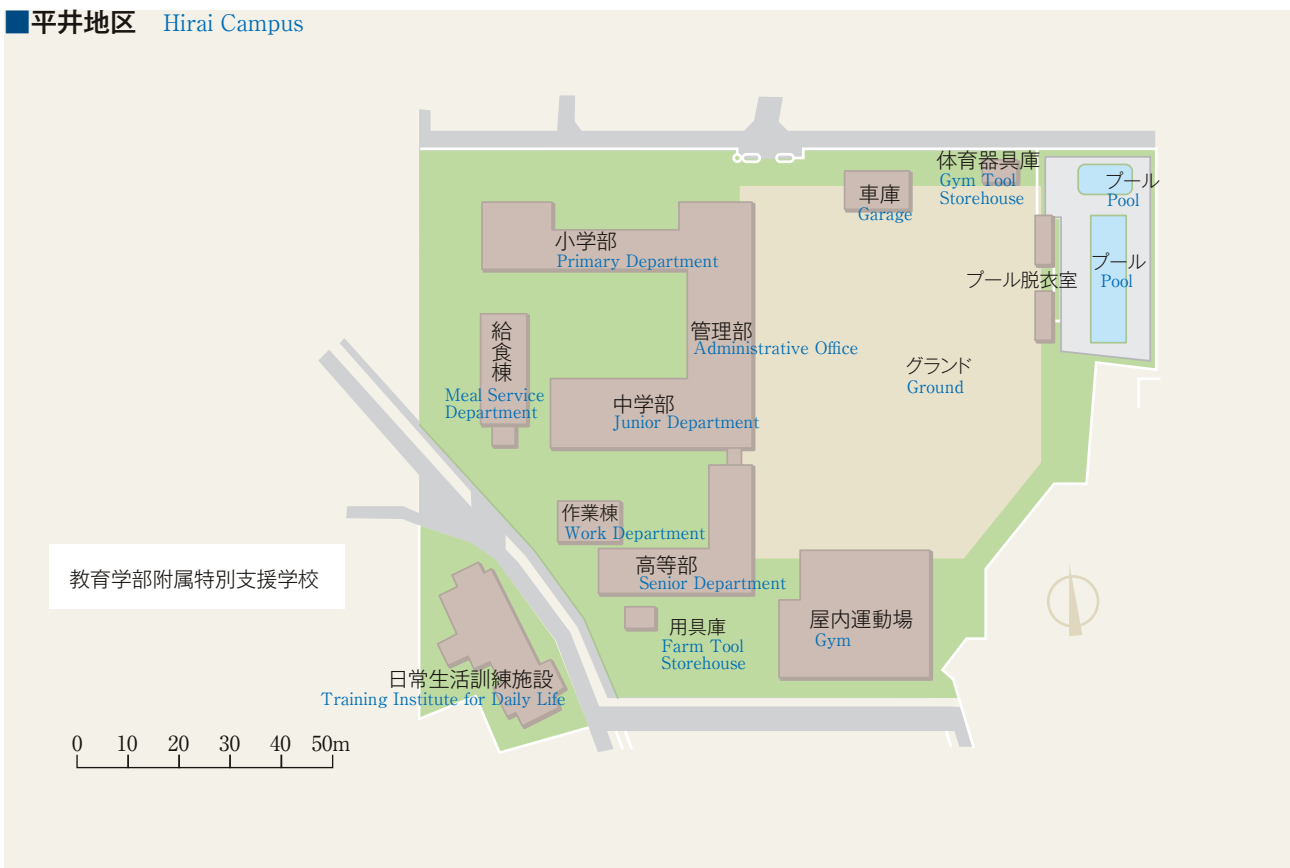 ■平井地区 Hirai Campus
体育器具庫
Gym Tool
Storehouse
プール
Pool
車庫
Garage
小学部
Primary Department
プール
Pool
プール脱衣室
給食棟
Meal Service
Department
管理部
Administrative Office
グランド
Ground
中学部
Junior Department
作業棟
Work Department
高等部
Senior Department
教育学部附属特別支援学校
用具庫
Farm Tool
Storehouse
屋内運動場
Gym
日常生活訓練施設
Training Institute for Daily Life
0 10 20 30 40 50m